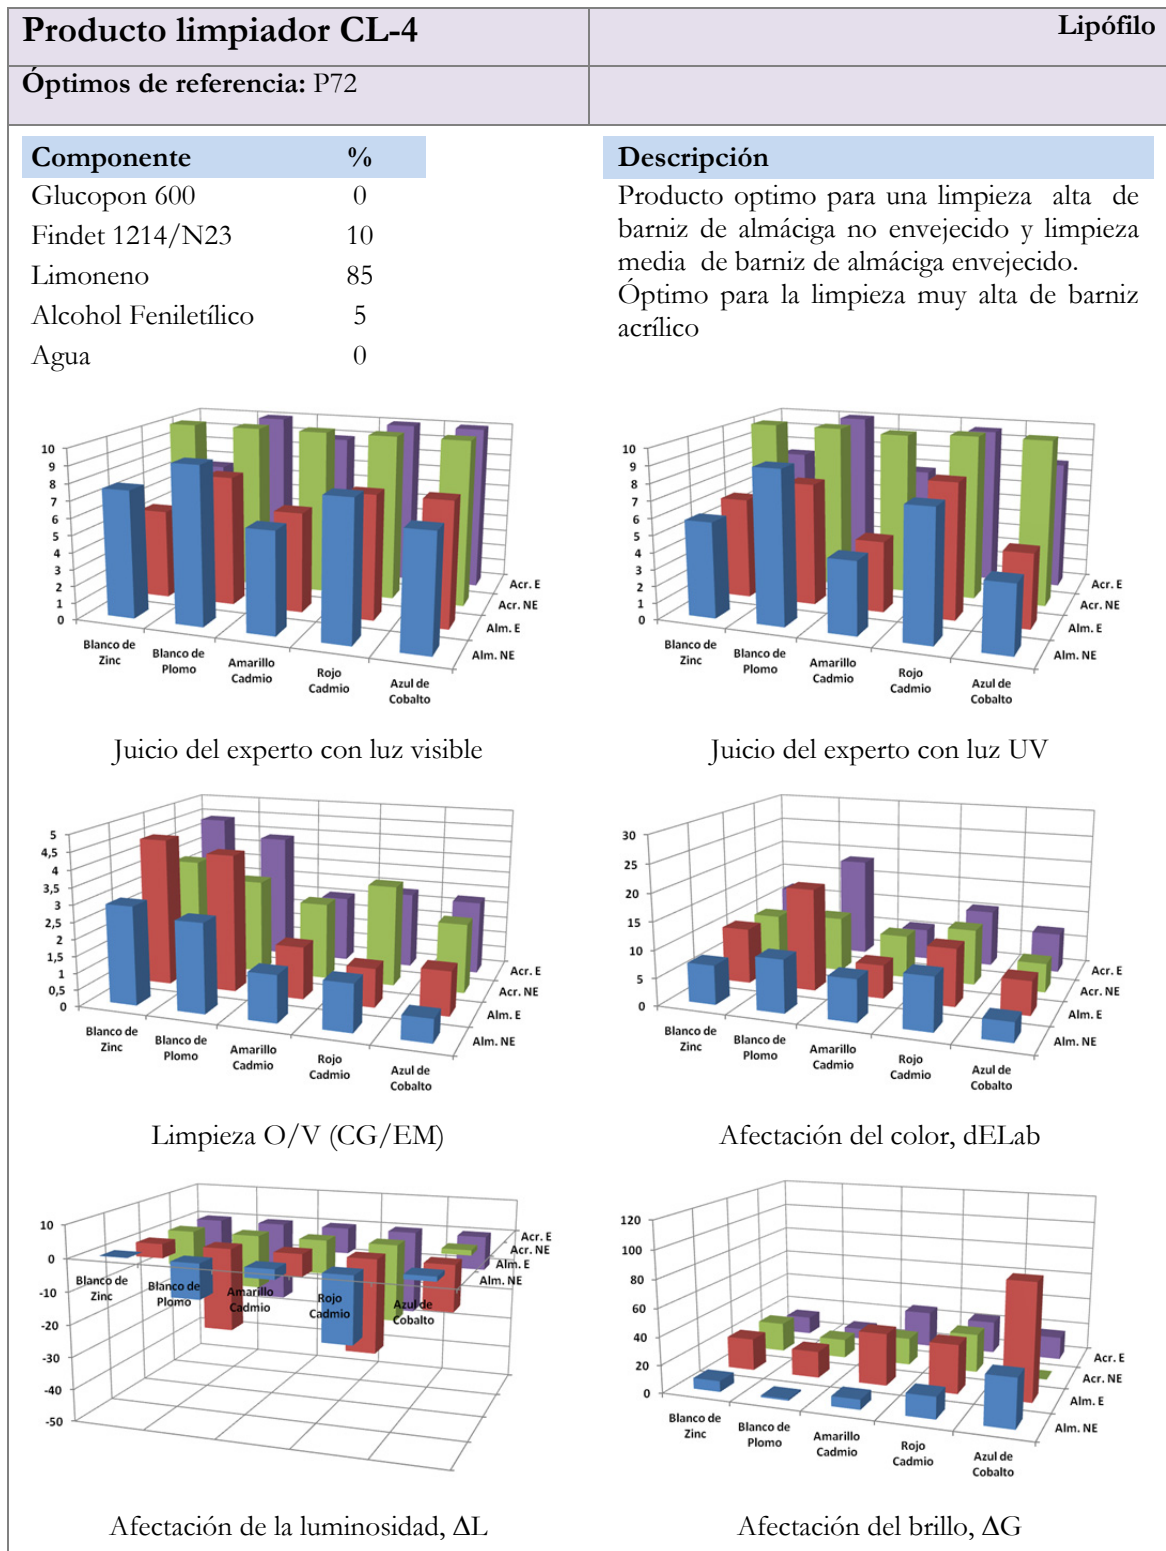 Producto limpiador CL-4
Lipófilo
Óptimos de referencia: P72
Componente %
Glucopon 600 0
Findet 1214/N23 10
Limoneno 85
Alcohol Feniletílico 5
Agua 0
Descripción
Producto optimo para una limpieza alta de
barniz de almáciga no envejecido y limpieza
media de barniz de almáciga envejecido.
Óptimo para la limpieza muy alta de barniz
acrílico
10
9
8
7
6
5
4
3
2
1
0
Blanco de
Zinc
Blanco de
Plomo
Amarillo
Cadmio
Rojo
Cadmio
Azul de
Cobalto
Acr. E
Acr. NE
Alm. E
Alm. NE
Juicio del experto con luz visible
10
9
8
7
6
5
4
3
2
1
0
Blanco de
Zinc
Blanco de
Plomo
Amarillo
Cadmio
Rojo
Cadmio
Azul de
Cobalto
Acr. E
Acr. NE
Alm. E
Alm. NE
Juicio del experto con luz UV
5
4,5
4
3,5
3
2,5
2
1,5
1
0,5
0
Blanco de
Zinc
Blanco de
Plomo
Amarillo
Cadmio
Rojo
Cadmio
Azul de
Cobalto
Acr. E
Acr. NE
Alm. E
Alm. NE
Limpieza O/V (CG/EM)
30
25
20
15
10
5
0
Blanco de
Zinc
Blanco de
Plomo
Amarillo
Cadmio
Rojo
Cadmio
Azul de
Cobalto
Acr. E
Acr. NE
Alm. E
Alm. NE
Afectación del color, dELab
10
0
-10
-20
-30
-40
-50
Blanco de
Zinc
Blanco de
Plomo
Amarillo
Cadmio
Rojo
Cadmio
Azul de
Cobalto
Acr. E
Acr. NE
Alm. E
Alm. NE
Afectación de la luminosidad, ΔL
120
100
80
60
40
20
0
Blanco de
Zinc
Blanco de
Plomo
Amarillo
Cadmio
Rojo
Cadmio
Azul de
Cobalto
Acr. E
Acr. NE
Alm. E
Alm. NE
Afectación del brillo, ΔG